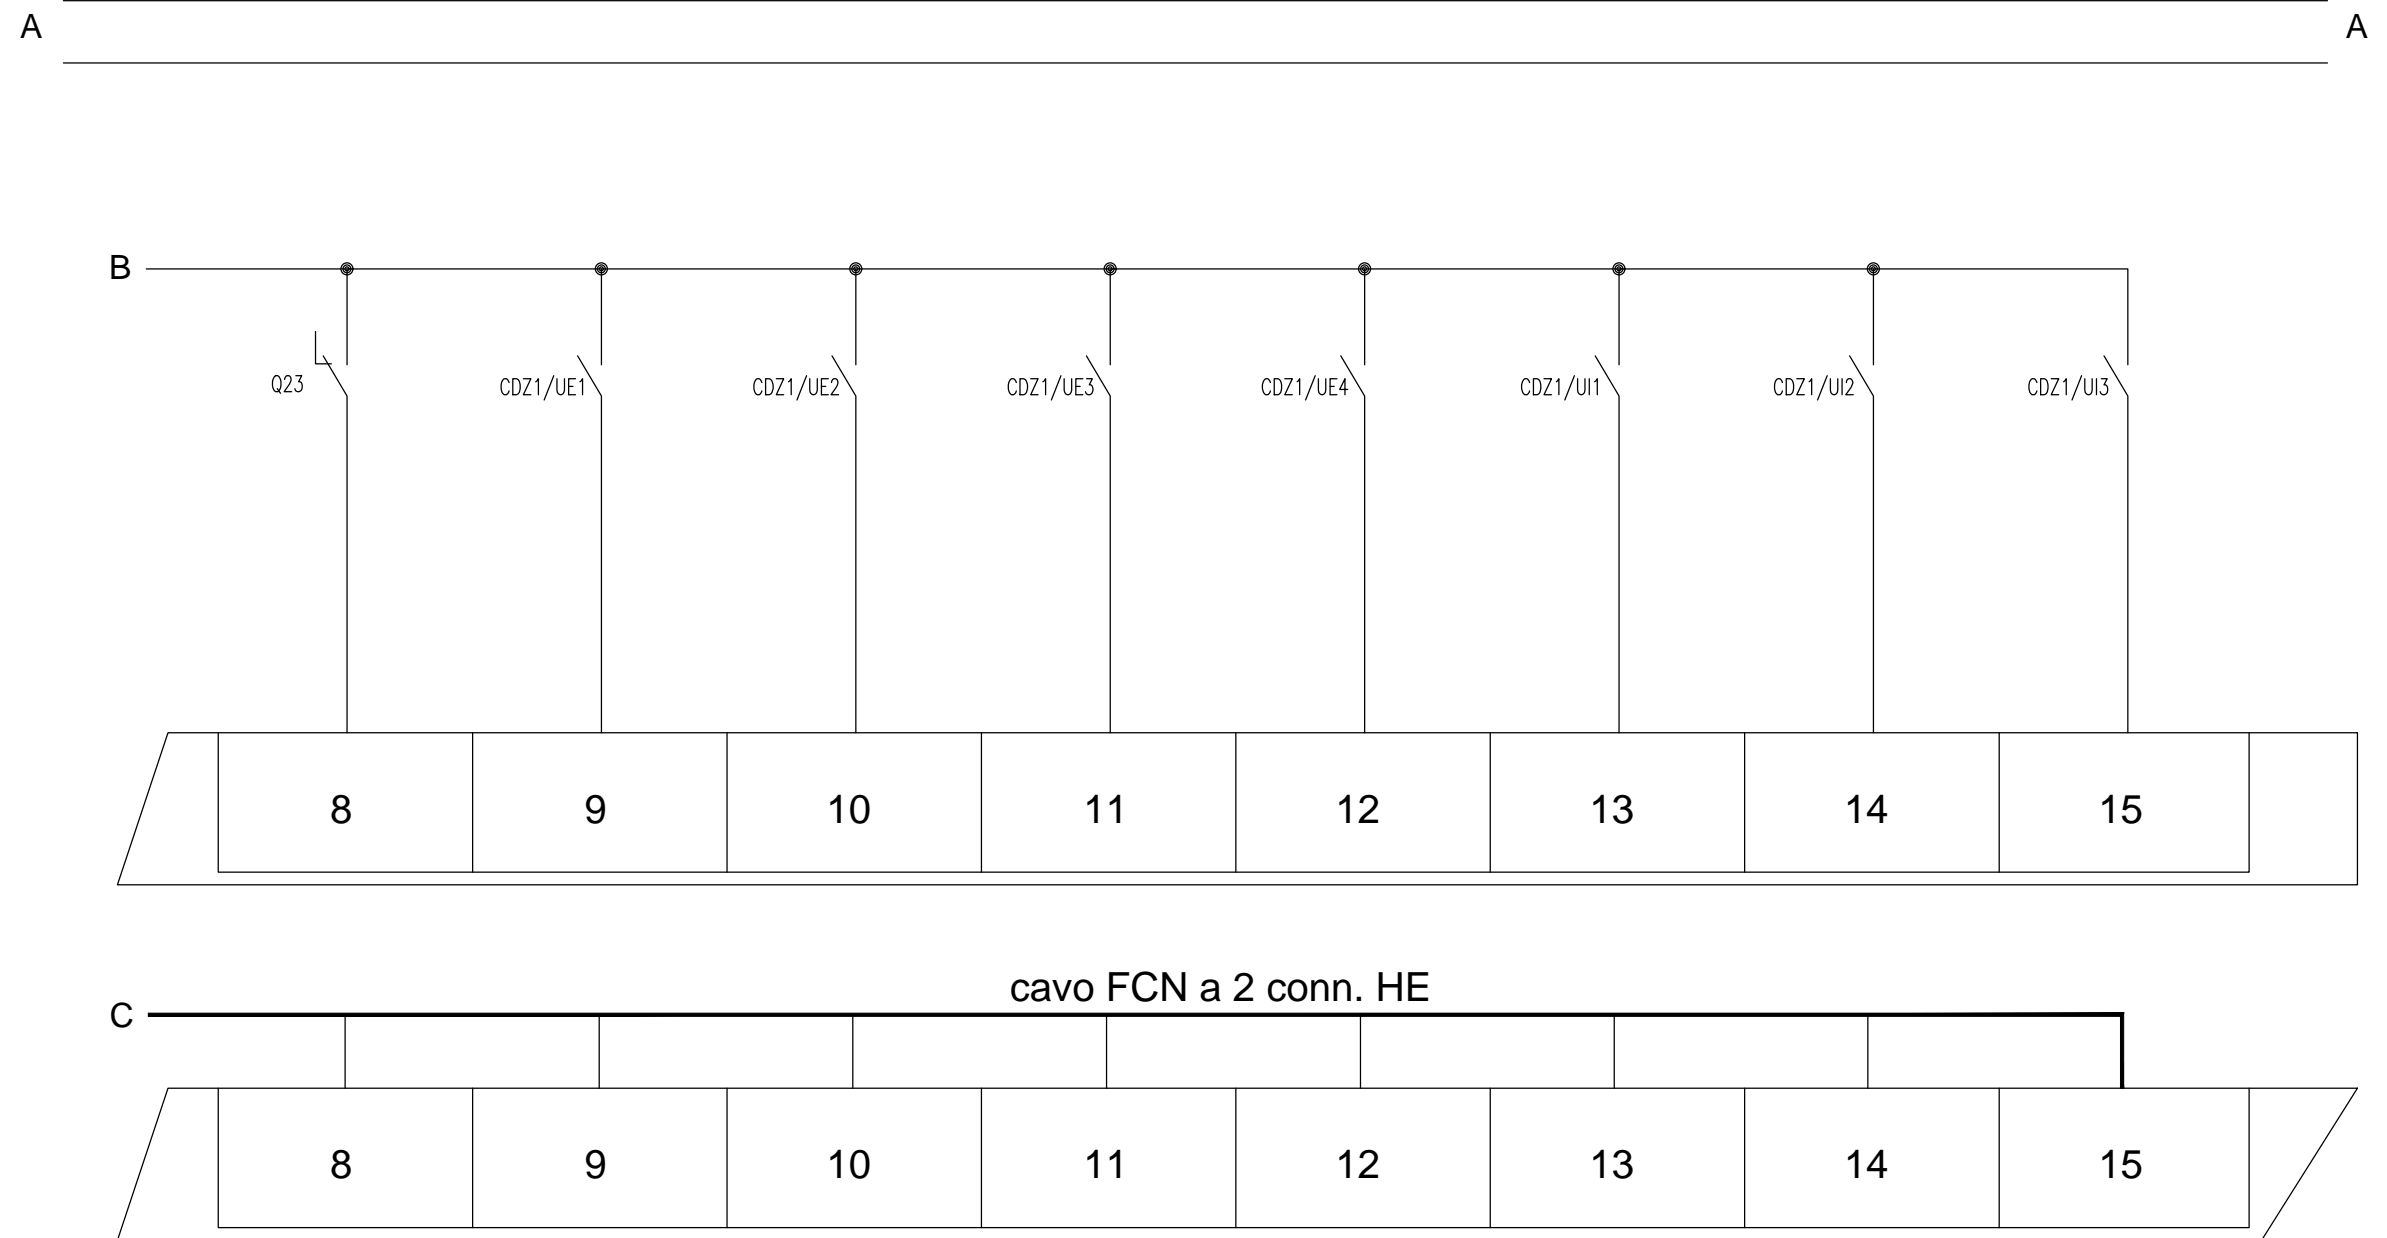 A A
B
Q23 CDZ1/UE1 CDZ1/UE2 CDZ1/UE3 CDZ1/UE4 CDZ1/UI1 CDZ1/UI2 CDZ1/UI3
8 9 10 11 12 13 14 15
cavo FCN a 2 conn. HE
C
8 9 10 11 12 13 14 15